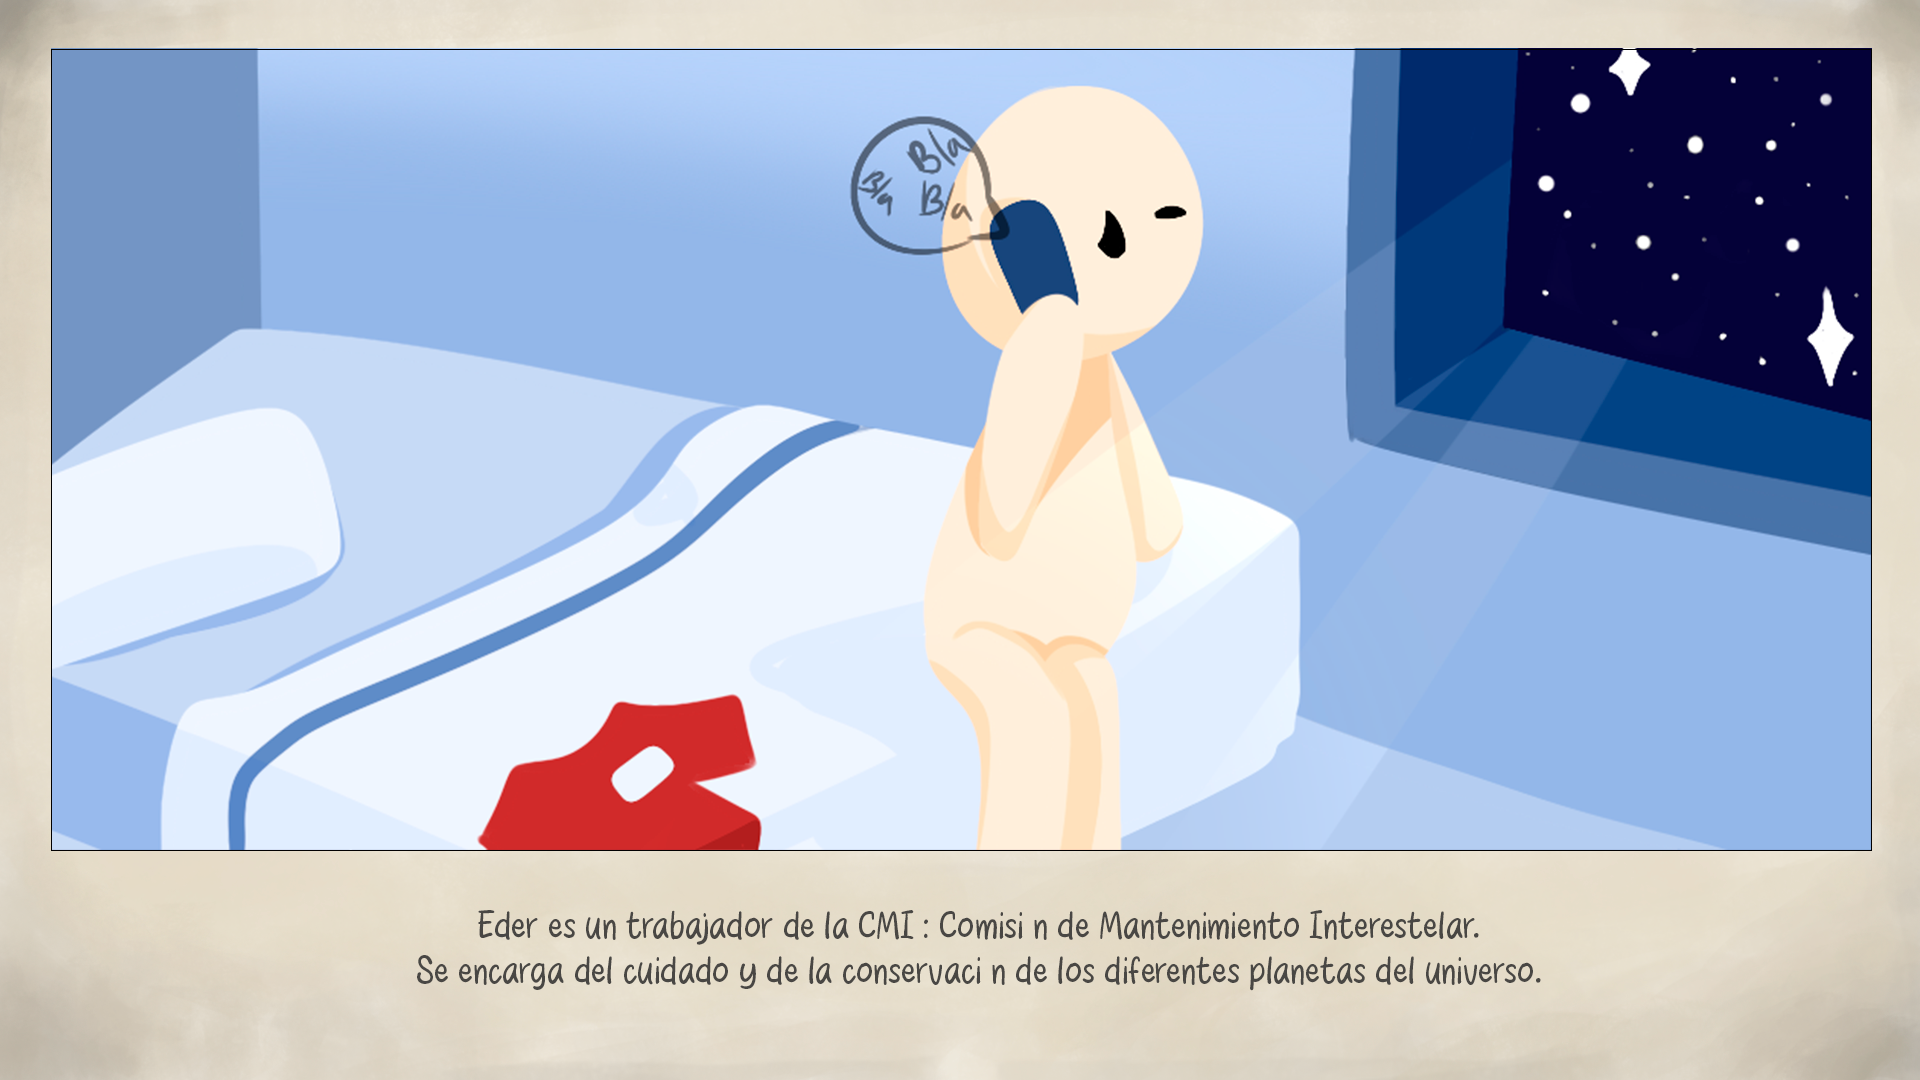 Bla
Bla
Bla
Eder es un trabajador de la CMI : Comisi n de Mantenimiento Interestelar.
Se encarga del cuidado y de la conservaci n de los diferentes planetas del universo.